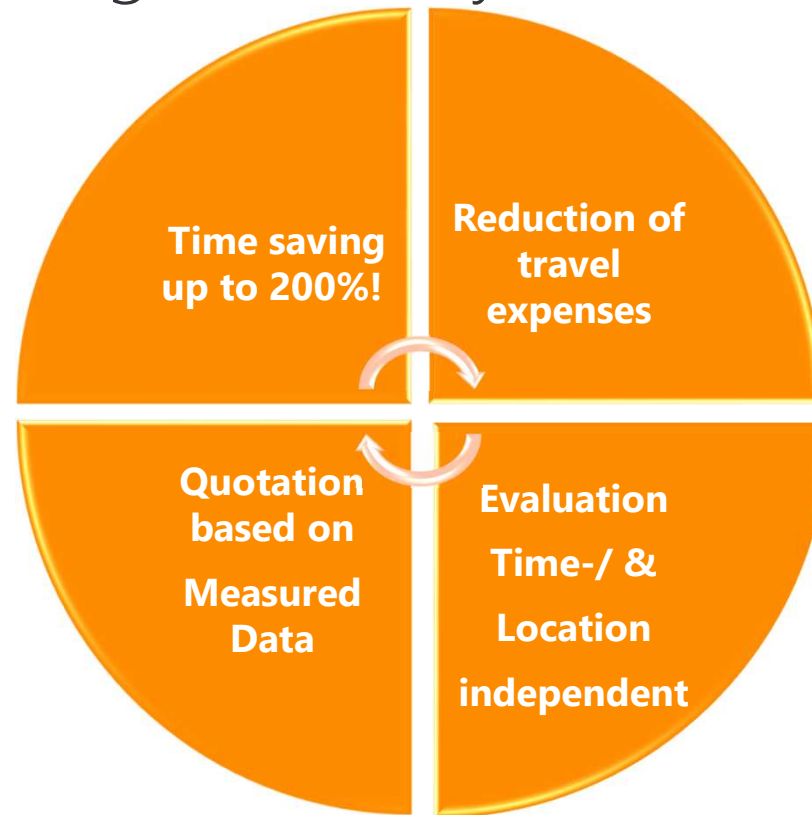 Time saving
up to 200%!
Reduction of
travel
expenses
Quotation
based on
Measured
Data
Evaluation
Time-/ &
Location
independent